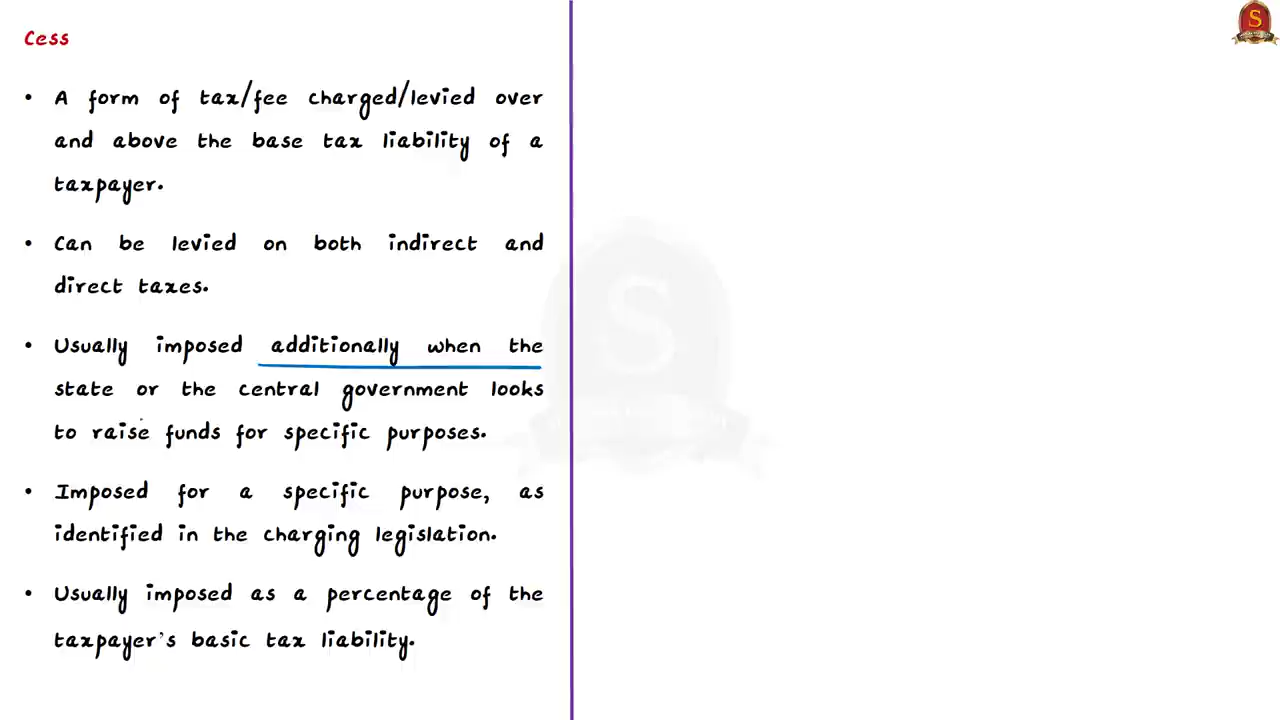 Cess
• A form of tax/fee charged/levied over
and above the base tax liability of a
taxpayer.
• Can be levied on both indirect and
direct taxes.
• Usually imposed additionally when the
state or the central government looks
to raise funds for specific purposes.
• Imposed for a specific purpose, as
identified in the charging legislation.
• Usually imposed as a percentage of the
taxpayer's basic tax liability.
S
S